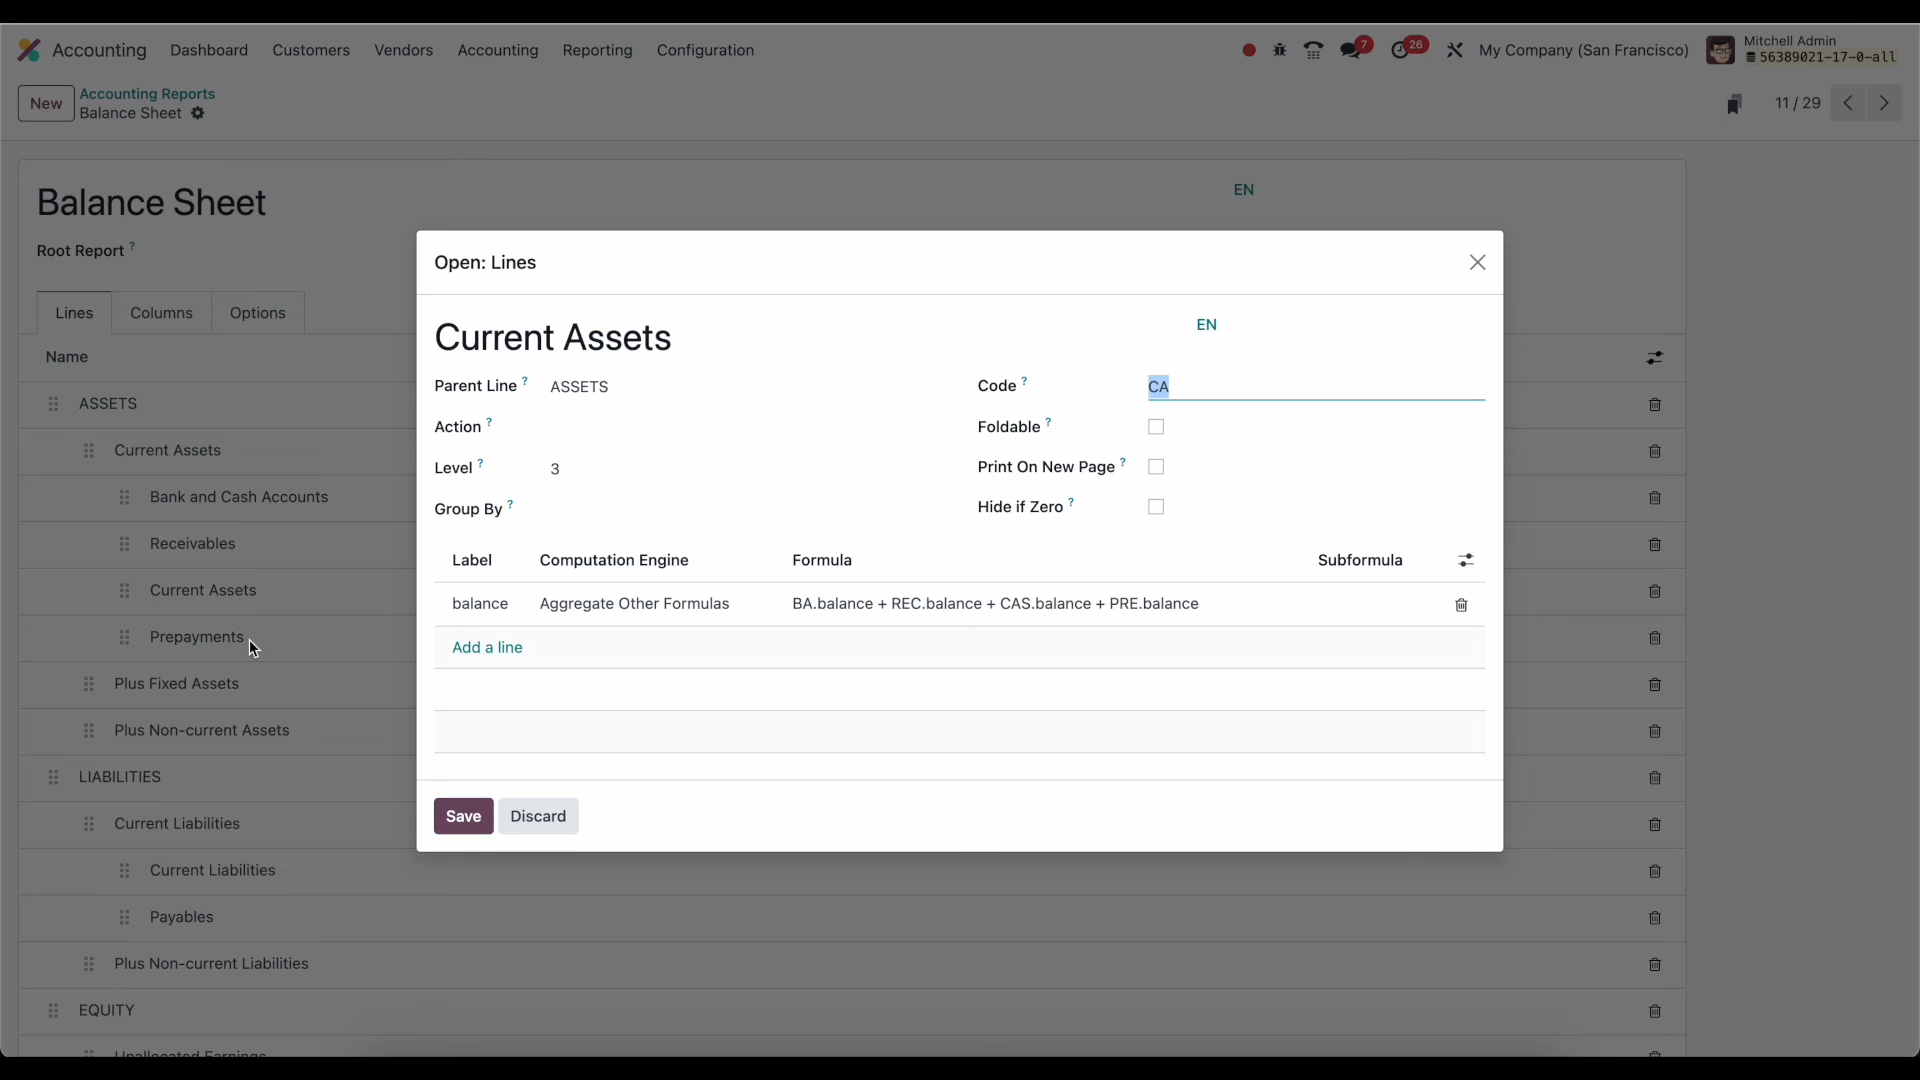 Accounting Dashboard Customers Vendors Accounting Reporting Configuration 7 26 My Company (San Francisco) Mitchell Admin
56389021-17-0-all
New Accounting Reports
Balance Sheet
11 / 29
Balance Sheet EN
Root Report ?
Lines Columns Options
Name
ASSETS
Current Assets
Bank and Cash Accounts
Receivables
Current Assets
Prepayments
Plus Fixed Assets
Plus Non-current Assets
LIABILITIES
Current Liabilities
Current Liabilities
Payables
Plus Non-current Liabilities
EQUITY
Unallocated Earnings
Open: Lines
Current Assets EN
Parent Line ? ASSETS Code ? CA
Action ? Foldable ?
Level ? 3 Print On New Page ?
Group By ? Hide if Zero ?
Label Computation Engine Formula Subformula
balance Aggregate Other Formulas BA.balance + REC.balance + CAS.balance + PRE.balance
Add a line
Save Discard